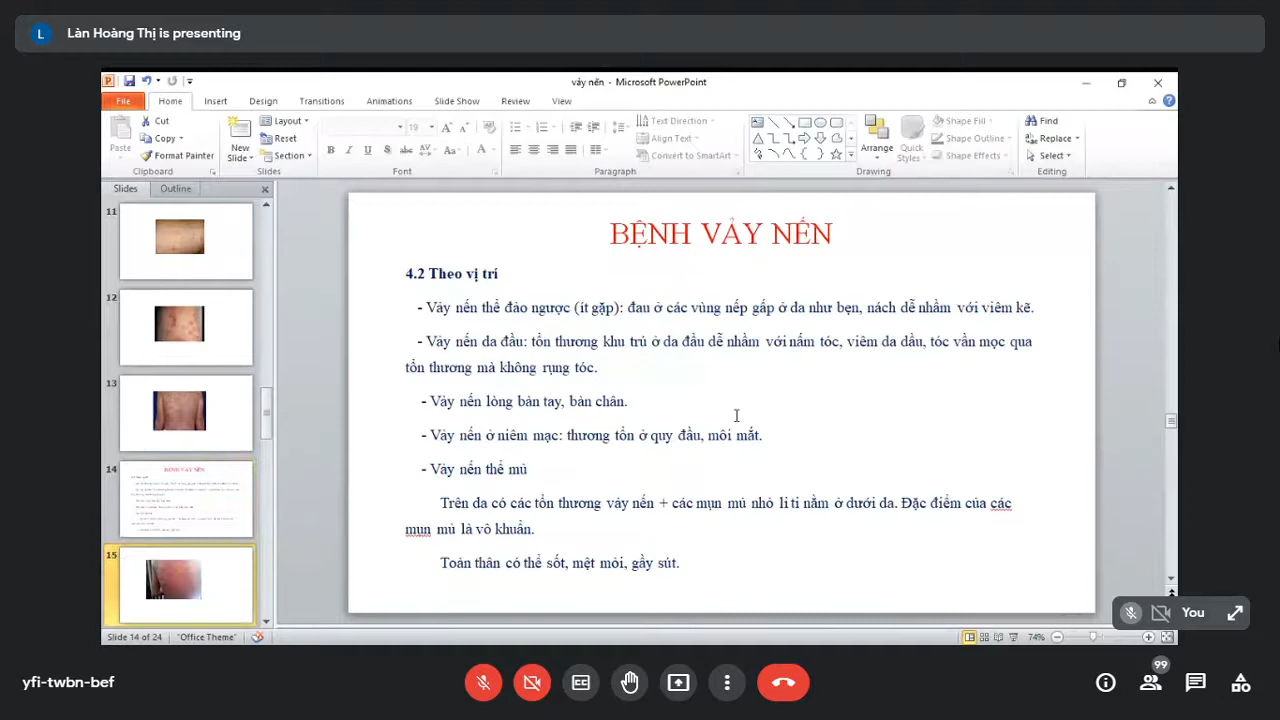 L Làn Hoàng Thị is presenting
vảy nến - Microsoft PowerPoint
File Home Insert Design Transitions Animations Slide Show Review View
Paste
Cut
Copy
Format Painter
Clipboard
New
Slide
Layout
Reset
Section
Slides
19
Font
Paragraph
Text Direction
Align Text
Convert to SmartArt
Arrange
Quick
Styles
Shape Fill
Shape Outline
Shape Effects
Drawing
Find
Replace
Select
Editing
Slides Outline
11
12
13
14
15
BỆNH VẢY NẾN
4.2 Theo vị trí
- Vảy nến thể đảo ngược (ít gặp): đau ở các vùng nếp gấp ở da như bẹn, nách dễ nhầm với viêm kẽ.
- Vảy nến da đầu: tổn thương khu trú ở da đầu dễ nhầm với nấm tóc, viêm da dầu, tóc vẫn mọc qua
tổn thương mà không rụng tóc.
- Vảy nến lòng bàn tay, bàn chân.
- Vảy nến ở niêm mạc: thương tổn ở quy đầu, môi mắt.
- Vảy nến thể mủ
Trên da có các tổn thương vảy nến + các mụn mủ nhỏ li ti nằm ở dưới da. Đặc điểm của các
mụn mủ là vô khuẩn.
Toàn thân có thể sốt, mệt mỏi, gầy sút.
You
Slide 14 of 24 "Office Theme"
74%
yfi-twbn-bef
99